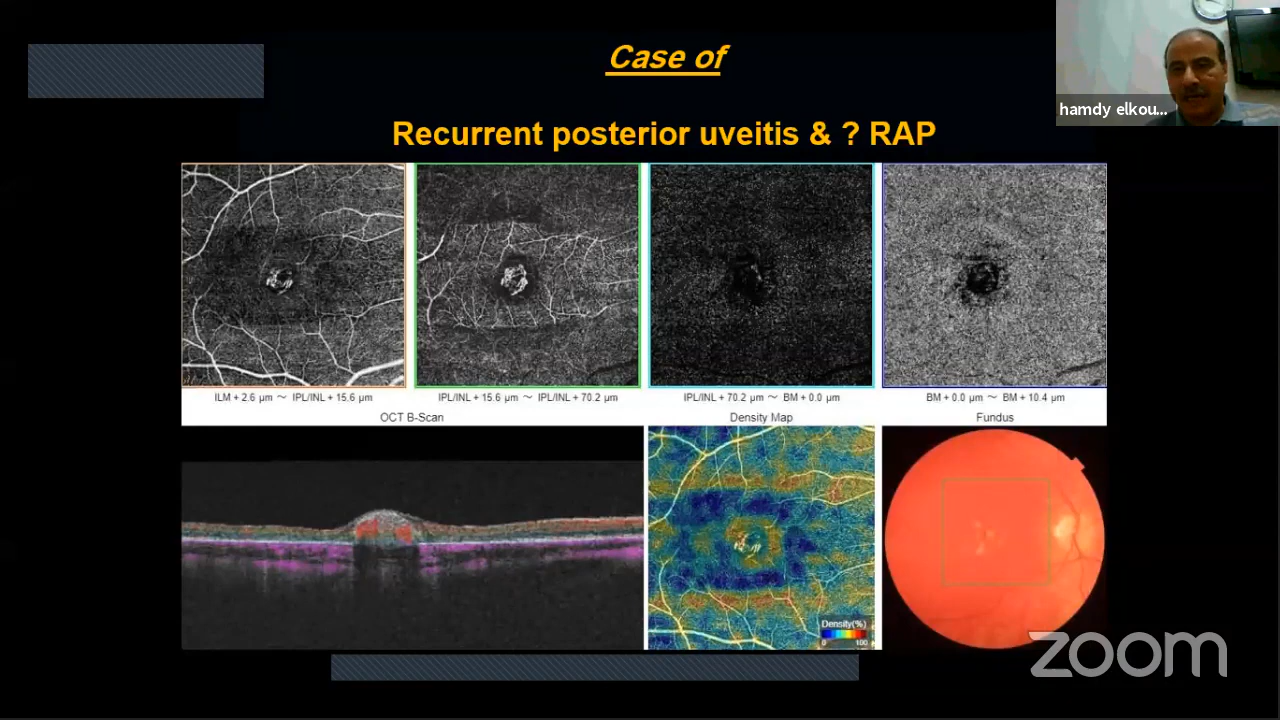 Case of
hamdy elkou...
Recurrent posterior uveitis & ? RAP
ILM + 2.6 µm ～ IPL/INL + 15.6 µm
IPL/INL + 15.6 µm ～ IPL/INL + 70.2 µm
IPL/INL + 70.2 µm ～ BM + 0.0 µm
BM + 0.0 µm ～ BM + 10.4 µm
OCT B-Scan
Density Map
Fundus
Density(%)
0 100
zoom